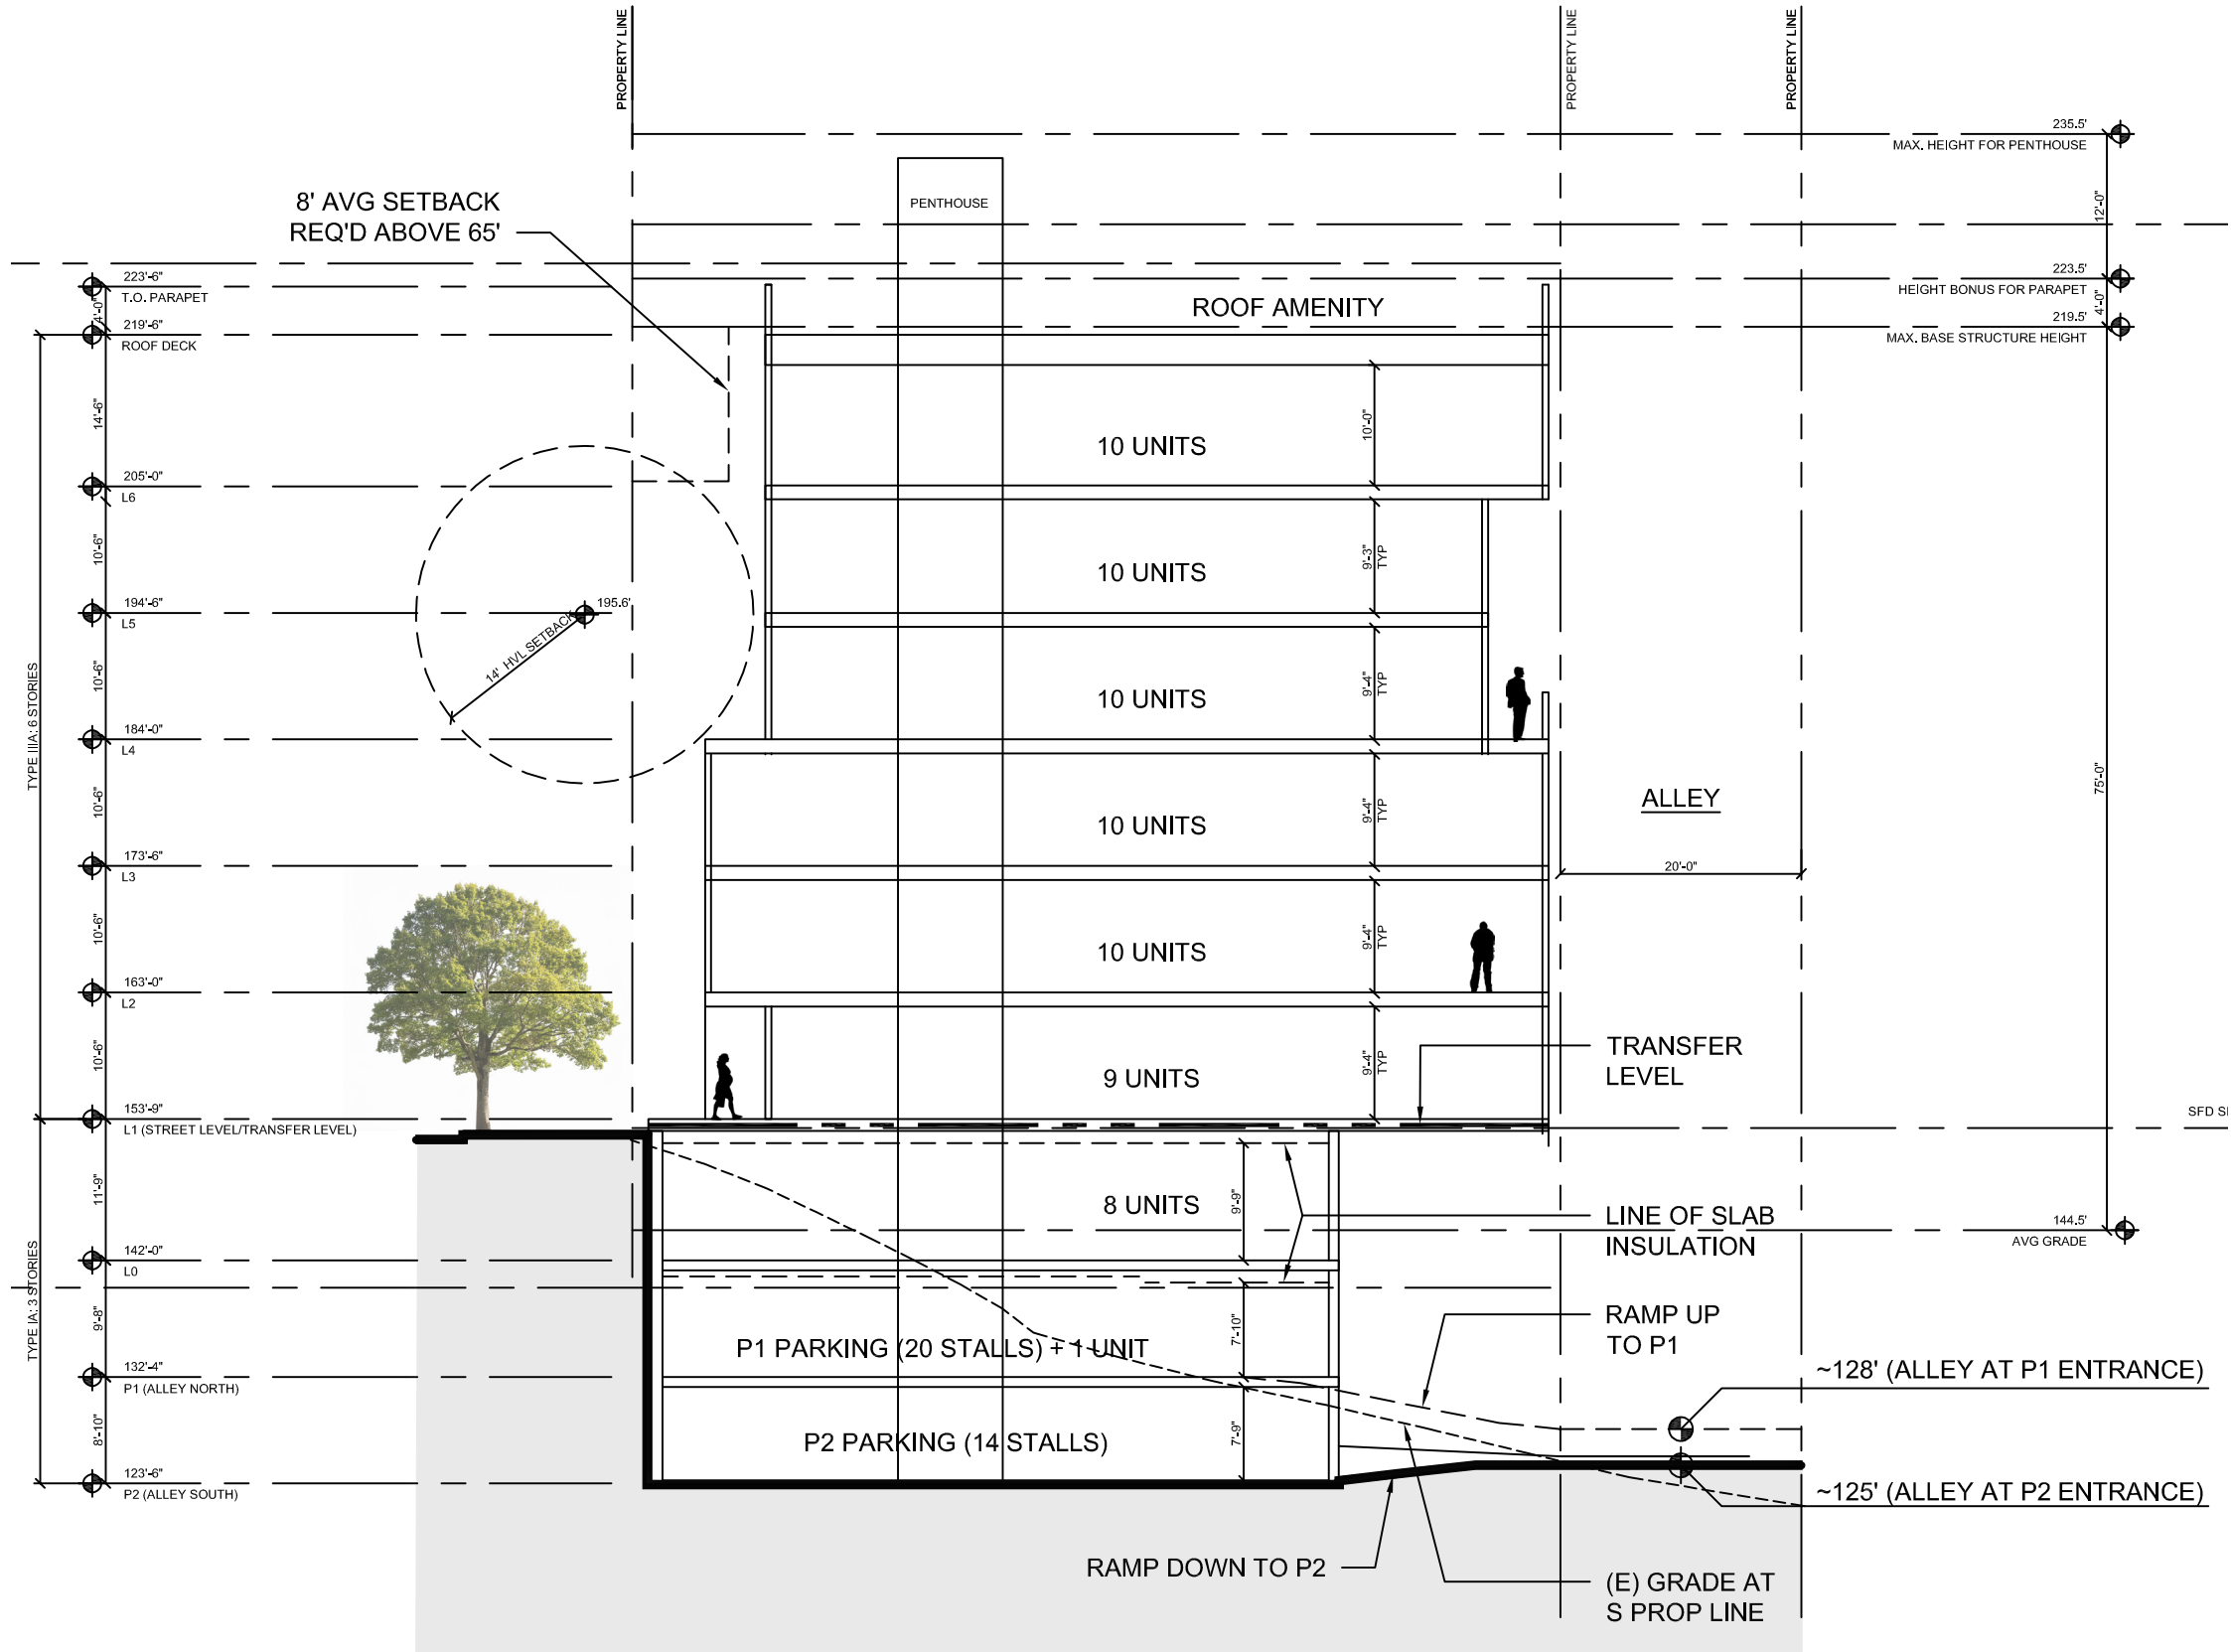 PROPERTY LINE
PROPERTY LINE
PROPERTY LINE
235.5'
MAX. HEIGHT FOR PENTHOUSE
12'-0"
8' AVG SETBACK
REQ'D ABOVE 65'
PENTHOUSE
223'-6"
T.O. PARAPET
4'-0"
219'-6"
ROOF DECK
ROOF AMENITY
223.5'
HEIGHT BONUS FOR PARAPET
4'-0"
219.5'
MAX. BASE STRUCTURE HEIGHT
14'-6"
10 UNITS
10'-0"
205'-0"
L6
10'-6"
10 UNITS
9'-3"
TYP
194'-6"
L5
195.6'
14' HVL SETBACK
10'-6"
10 UNITS
9'-4"
TYP
TYPE IIIA: 6 STORIES
184'-0"
L4
10'-6"
10 UNITS
9'-4"
TYP
ALLEY
75'-0"
173'-6"
L3
20'-0"
10'-6"
10 UNITS
9'-4"
TYP
163'-0"
L2
10'-6"
9 UNITS
9'-4"
TYP
TRANSFER
LEVEL
153'-9"
L1 (STREET LEVEL/TRANSFER LEVEL)
SFD
11'-9"
8 UNITS
9'-9"
LINE OF SLAB
INSULATION
144.5'
AVG GRADE
142'-0"
L0
TYPE IA: 3 STORIES
9'-8"
P1 PARKING (20 STALLS) + 1 UNIT
7'-10"
RAMP UP
TO P1
132'-4"
P1 (ALLEY NORTH)
~128' (ALLEY AT P1 ENTRANCE)
8'-10"
P2 PARKING (14 STALLS)
7'-9"
123'-6"
P2 (ALLEY SOUTH)
~125' (ALLEY AT P2 ENTRANCE)
RAMP DOWN TO P2
(E) GRADE AT
S PROP LINE